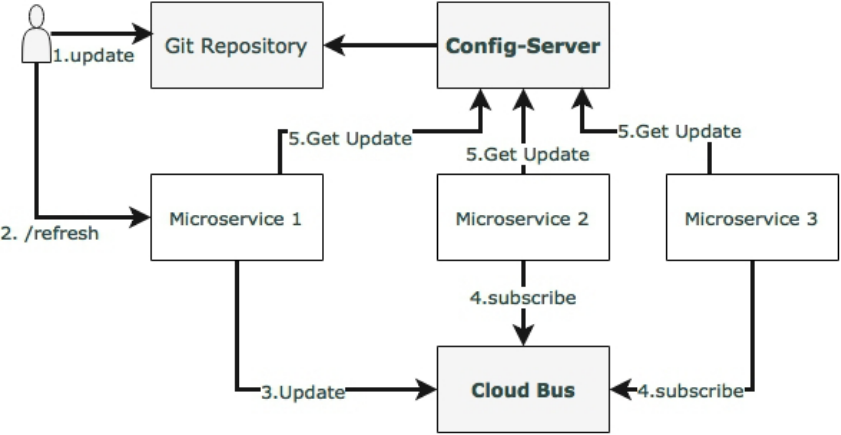 Git Repository
Config-Server
1.update
5.Get Update
5.Get Update
5.Get Update
Microservice 1
Microservice 2
Microservice 3
2. /refresh
4.subscribe
3.Update
Cloud Bus
4.subscribe